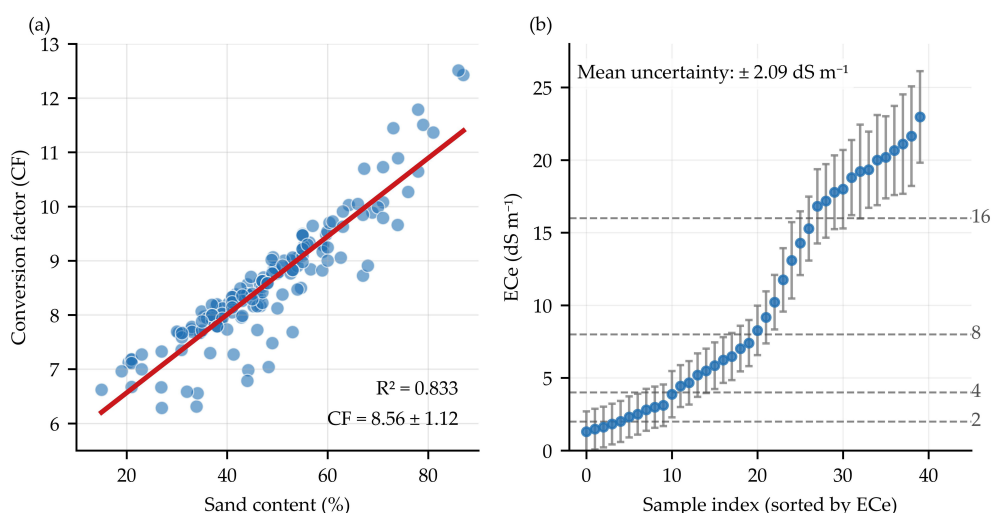 (a)
13
12
11
10
9
8
7
6
Conversion factor (CF)
R² = 0.833
CF = 8.56 ± 1.12
20 40 60 80
Sand content (%)
(b)
Mean uncertainty: ± 2.09 dS m⁻¹
25
20
15
10
5
0
ECe (dS m⁻¹)
16
8
4
2
0 10 20 30 40
Sample index (sorted by ECe)